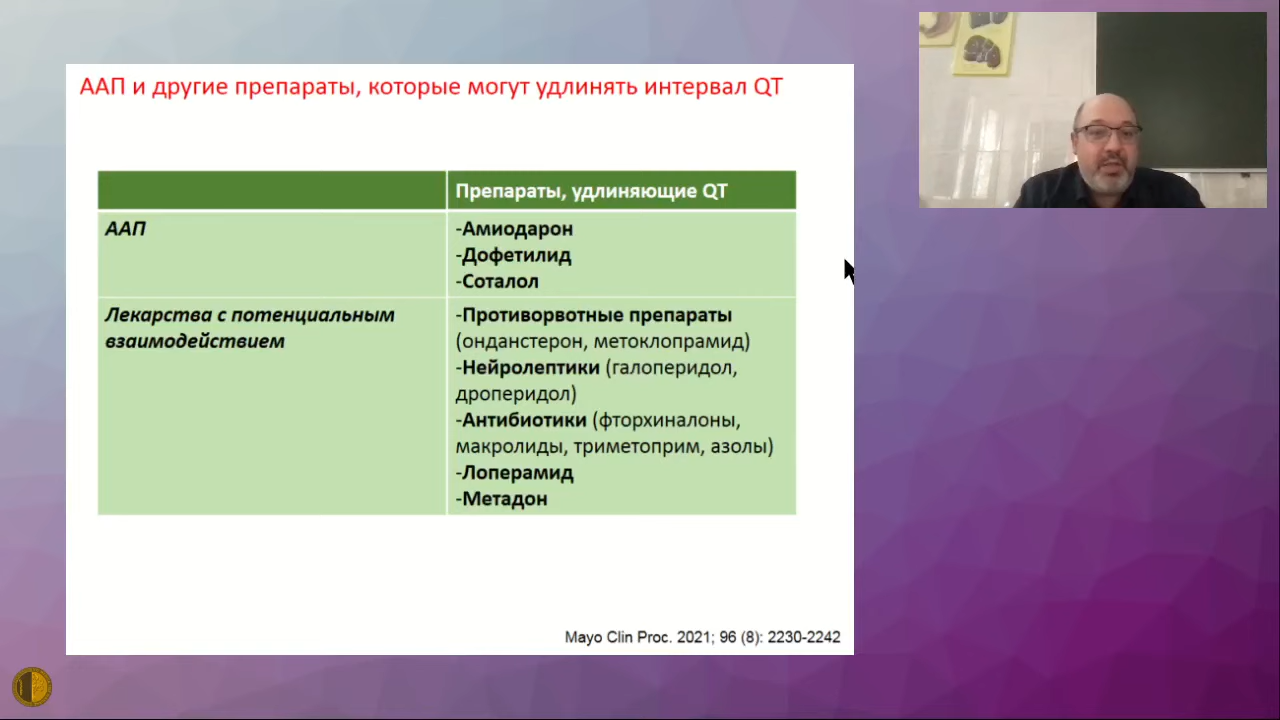 ААП и другие препараты, которые могут удлинять интервал QT
Препараты, удлиняющие QT
ААП
-Амиодарон
-Дофетилид
-Соталол
Лекарства с потенциальным
взаимодействием
-Противорвотные препараты
(онданстерон, метоклопрамид)
-Нейролептики (галоперидол,
дроперидол)
-Антибиотики (фторхиналоны,
макролиды, триметоприм, азолы)
-Лоперамид
-Метадон
Mayo Clin Proc. 2021; 96 (8): 2230-2242